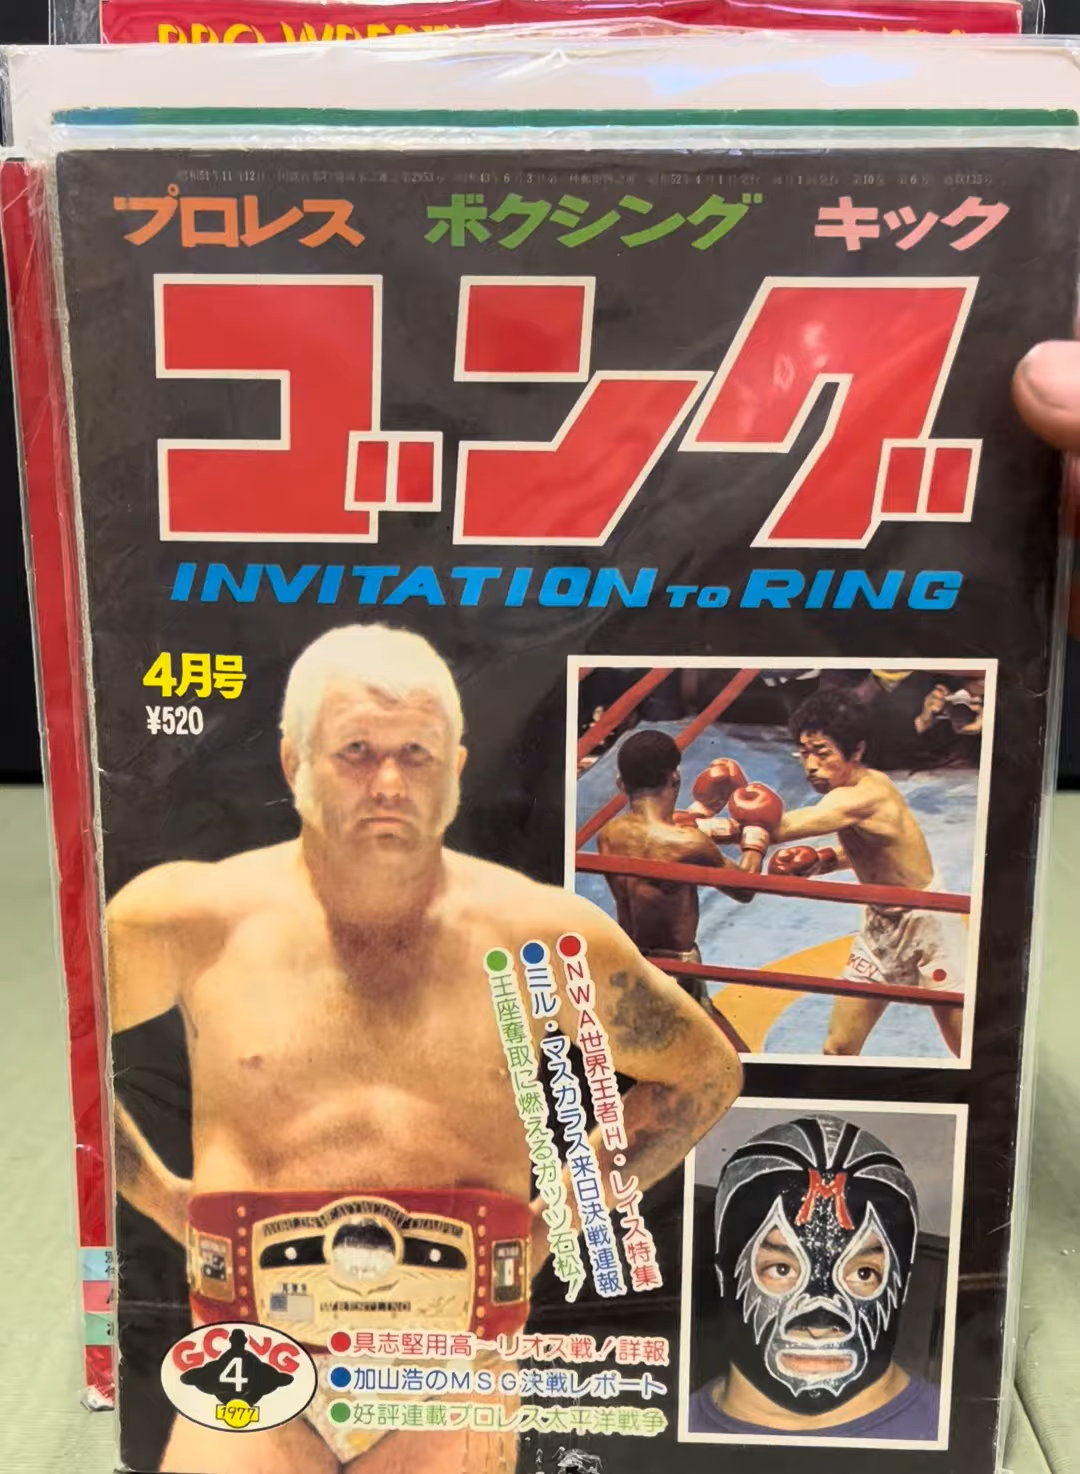 プロレス ボクシング キック
ゴング
INVITATION TO RING
4月号
¥520
●NWA世界王者H・レイス特集
●ミル・マスカラス来日決戦速報
●王座奪取に燃えるガッツ石松!
●具志堅用高〜リオス戦!詳報
●加山浩のMSG決戦レポート
●好評連載プロレス太平洋戦争
GONG
4
1977
KEN
M
WRESTLING